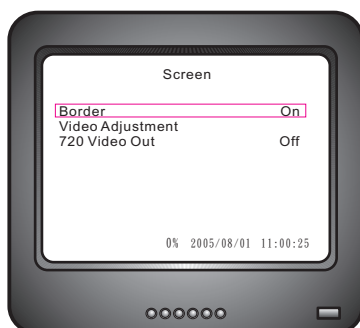 Screen
Border On
Video Adjustment
720 Video Out Off
0% 2005/08/01 11:00:25